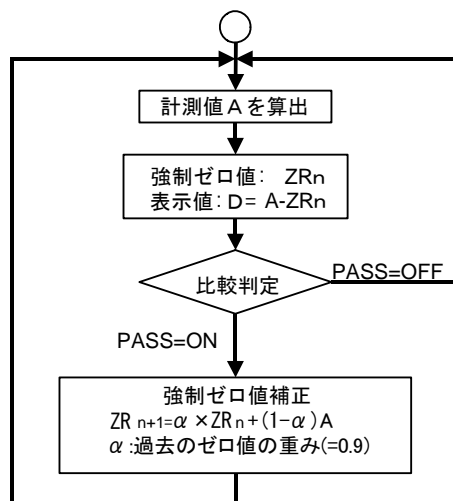 計測値Aを算出
強制ゼロ値: ZRn
表示値: D= A-ZRn
比較判定
PASS=OFF
PASS=ON
強制ゼロ値補正
ZR n+1=α×ZRn+(1-α)A
α:過去のゼロ値の重み(=0.9)